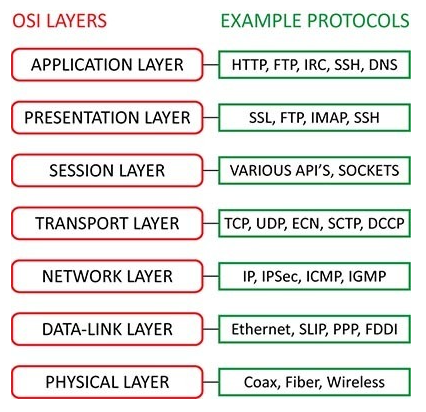 OSI LAYERS EXAMPLE PROTOCOLS
APPLICATION LAYER HTTP, FTP, IRC, SSH, DNS
PRESENTATION LAYER SSL, FTP, IMAP, SSH
SESSION LAYER VARIOUS API'S, SOCKETS
TRANSPORT LAYER TCP, UDP, ECN, SCTP, DCCP
NETWORK LAYER IP, IPSec, ICMP, IGMP
DATA-LINK LAYER Ethernet, SLIP, PPP, FDDI
PHYSICAL LAYER Coax, Fiber, Wireless